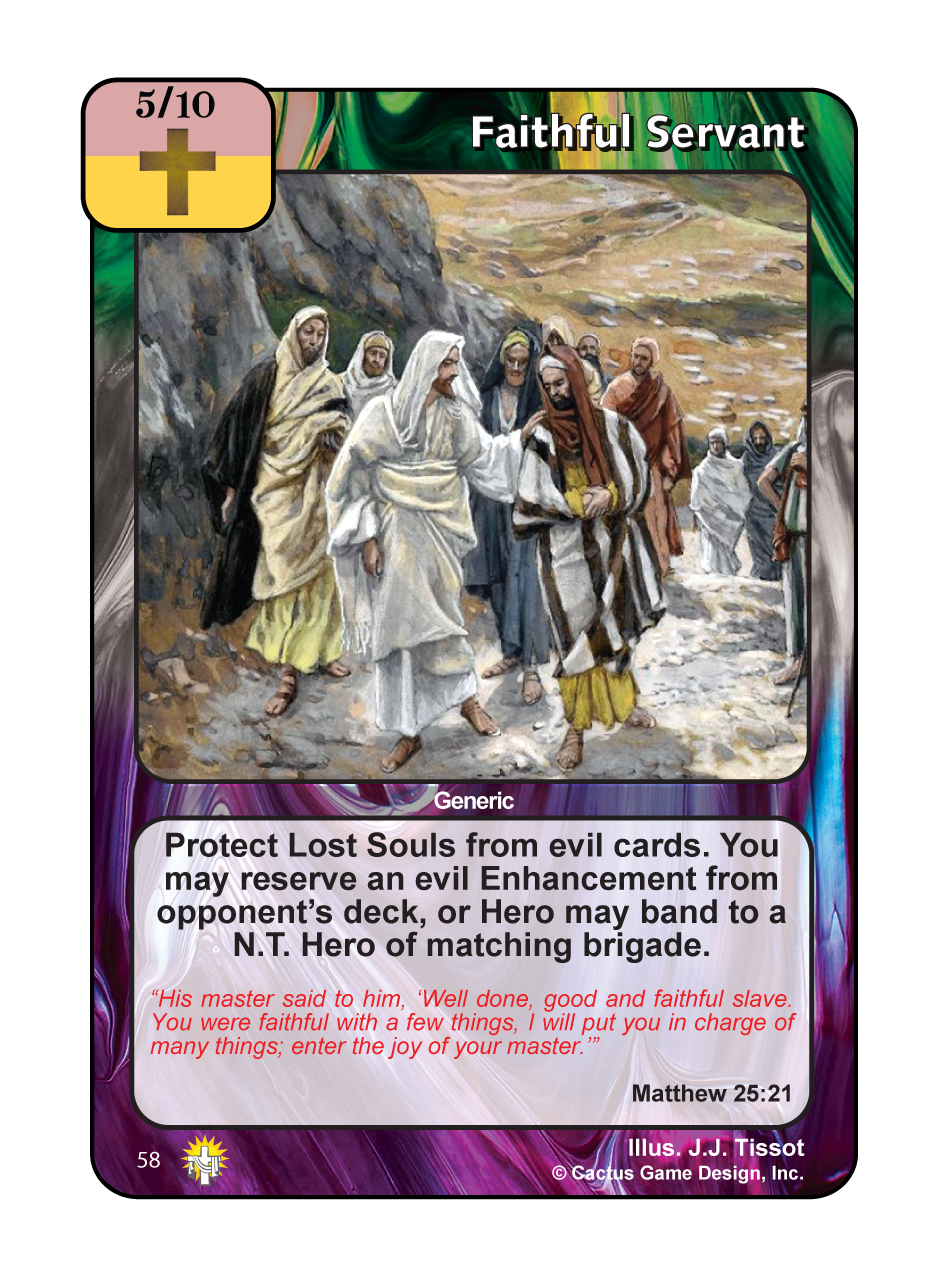 5/10
Faithful Servant
Generic
Protect Lost Souls from evil cards. You
may reserve an evil Enhancement from
opponent’s deck, or Hero may band to a
N.T. Hero of matching brigade.
“His master said to him, ‘Well done, good and faithful slave.
You were faithful with a few things, I will put you in charge of
many things; enter the joy of your master.’”
Matthew 25:21
58
Illus. J.J. Tissot
© Cactus Game Design, Inc.